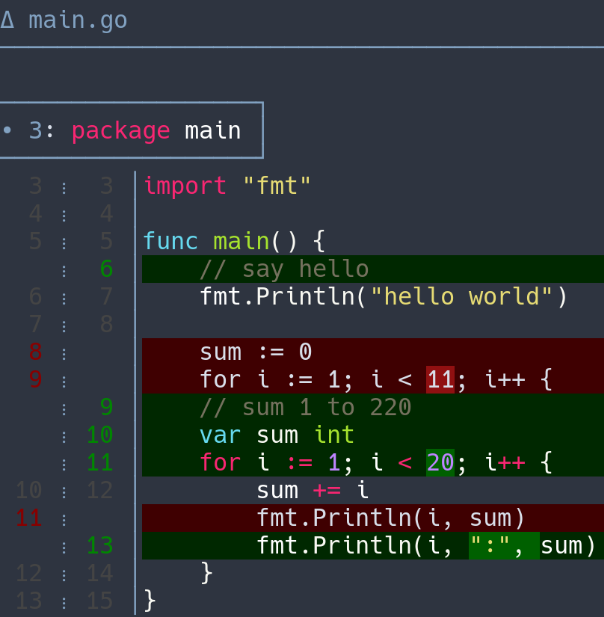 Δ main.go
• 3: package main
3 ⋮ 3 import "fmt"
4 ⋮ 4
5 ⋮ 5 func main() {
⋮ 6 // say hello
6 ⋮ 7 fmt.Println("hello world")
7 ⋮ 8
8 ⋮ sum := 0
9 ⋮ for i := 1; i < 11; i++ {
⋮ 9 // sum 1 to 220
⋮ 10 var sum int
⋮ 11 for i := 1; i < 20; i++ {
10 ⋮ 12 sum += i
11 ⋮ fmt.Println(i, sum)
⋮ 13 fmt.Println(i, ":", sum)
12 ⋮ 14 }
13 ⋮ 15 }